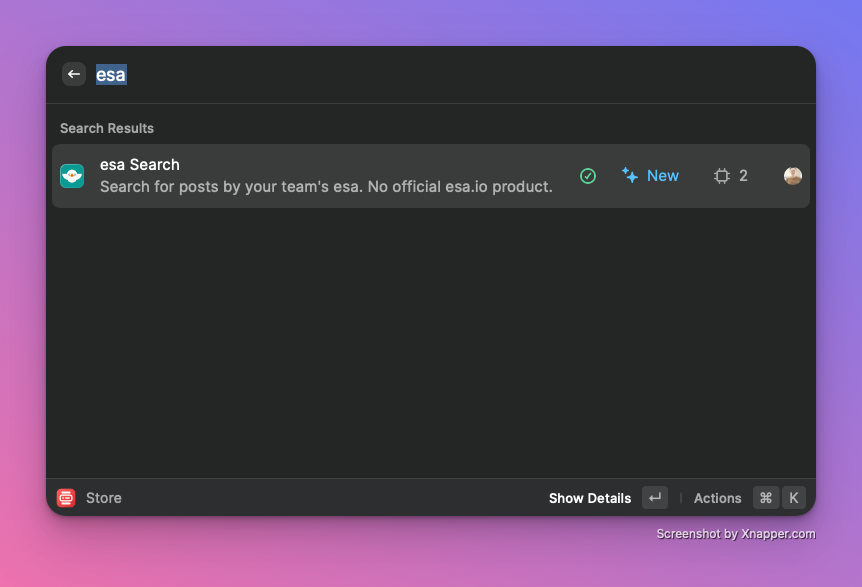 esa
Search Results
esa Search
Search for posts by your team's esa. No official esa.io product.
New
2
Store
Show Details ↵ | Actions ⌘ K
Screenshot by Xnapper.com